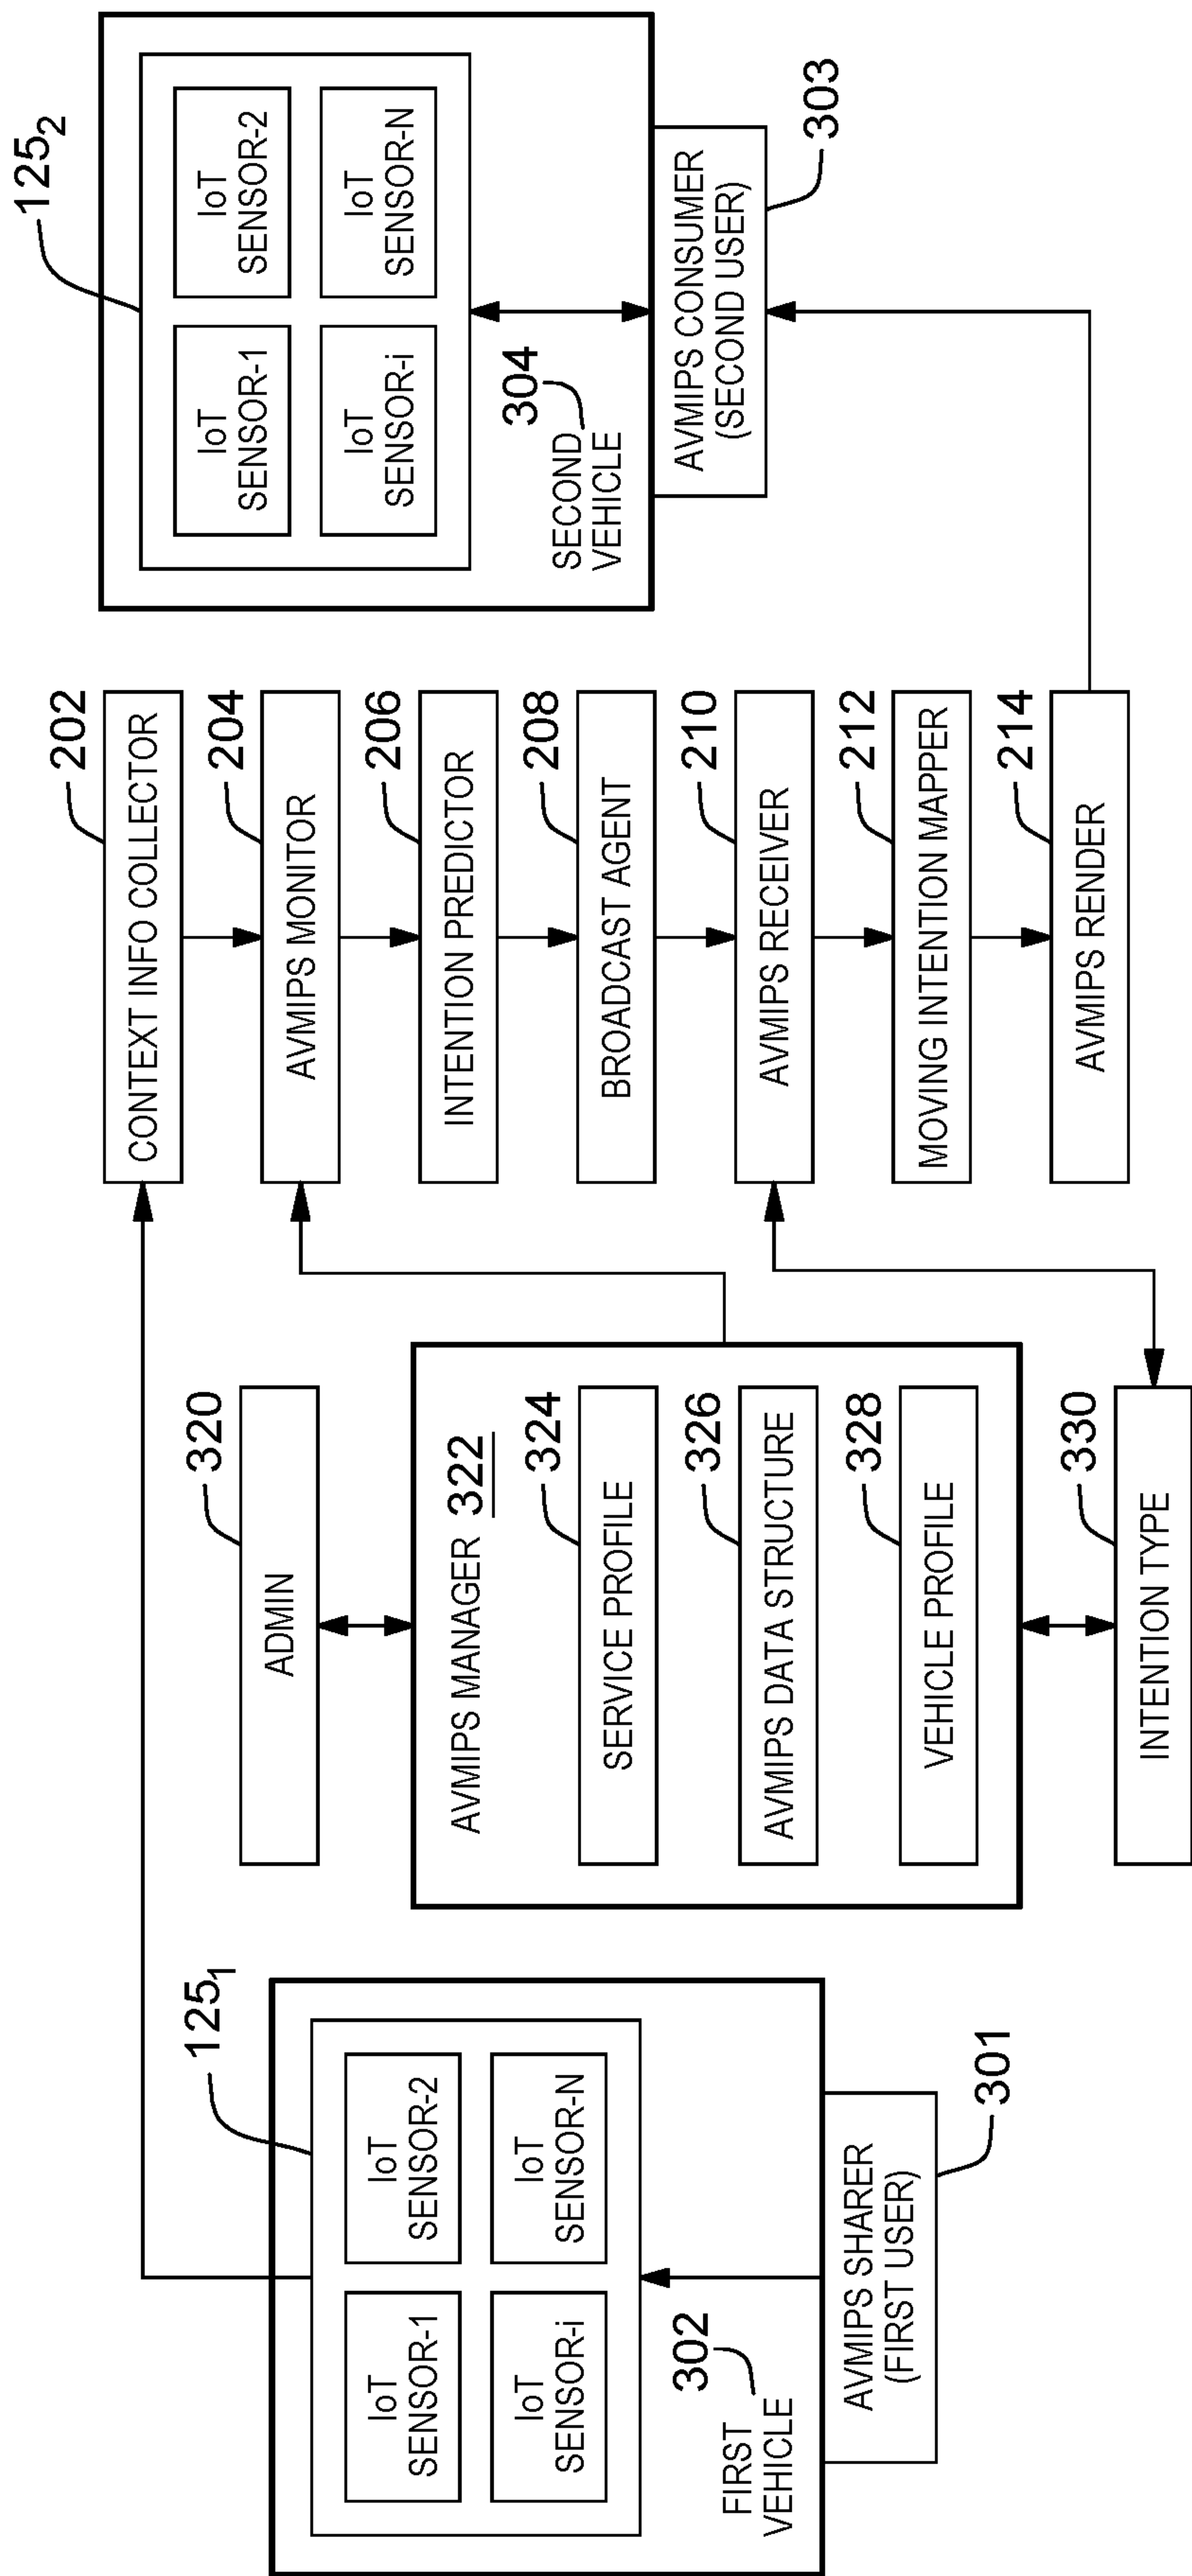 125₁
IoT
SENSOR-1
IoT
SENSOR-2
IoT
SENSOR-i
IoT
SENSOR-N
302
FIRST
VEHICLE
AVMIPS SHARER
(FIRST USER)
301
320
ADMIN
AVMIPS MANAGER 322
324
SERVICE PROFILE
326
AVMIPS DATA STRUCTURE
328
VEHICLE PROFILE
330
INTENTION TYPE
202
CONTEXT INFO COLLECTOR
204
AVMIPS MONITOR
206
INTENTION PREDICTOR
208
BROADCAST AGENT
210
AVMIPS RECEIVER
212
MOVING INTENTION MAPPER
214
AVMIPS RENDER
125₂
IoT
SENSOR-1
IoT
SENSOR-2
IoT
SENSOR-i
IoT
SENSOR-N
304
SECOND
VEHICLE
AVMIPS CONSUMER
(SECOND USER)
303